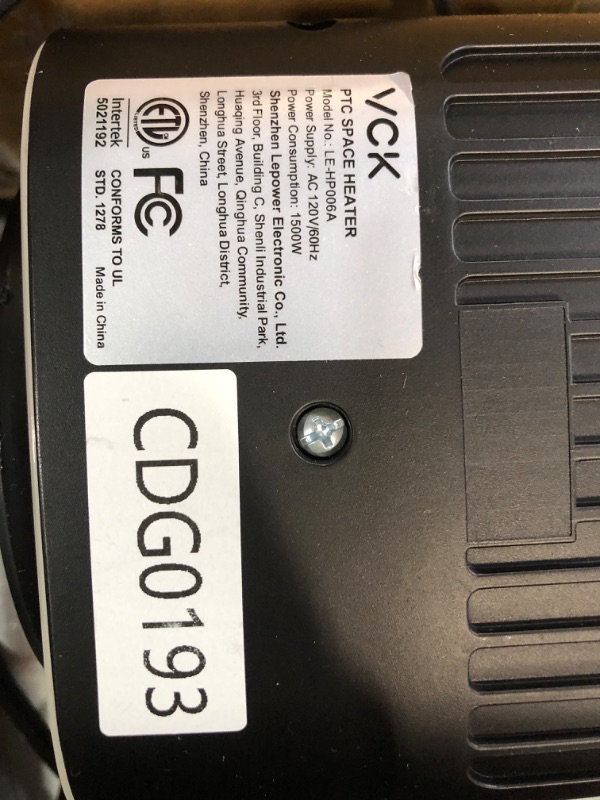 VCK
PTC SPACE HEATER
Model No.: LE-HP006A
Power Supply: AC 120V/60Hz
Power Consumption: 1500W
Shenzhen Lepower Electronic Co., Ltd.
3rd Floor, Building C, Shenli Industrial Park,
Huaqing Avenue, Qinghua Community,
Longhua Street, Longhua District,
Shenzhen, China
ETL US FC
Intertek CONFORMS TO UL
5021192 STD. 1278 Made in China
CDG0193